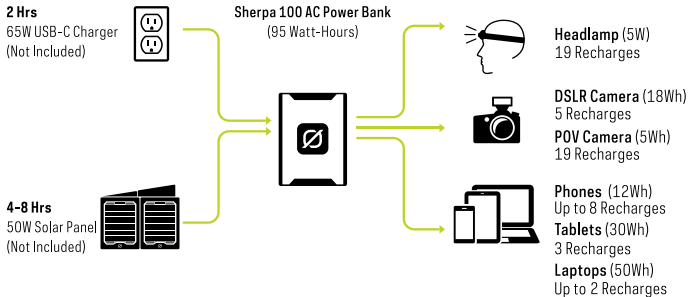 2 Hrs
65W USB-C Charger
(Not Included)
Sherpa 100 AC Power Bank
(95 Watt-Hours)
4-8 Hrs
50W Solar Panel
(Not Included)
Headlamp (5W)
19 Recharges
DSLR Camera (18Wh)
5 Recharges
POV Camera (5Wh)
19 Recharges
Phones (12Wh)
Up to 8 Recharges
Tablets (30Wh)
3 Recharges
Laptops (50Wh)
Up to 2 Recharges